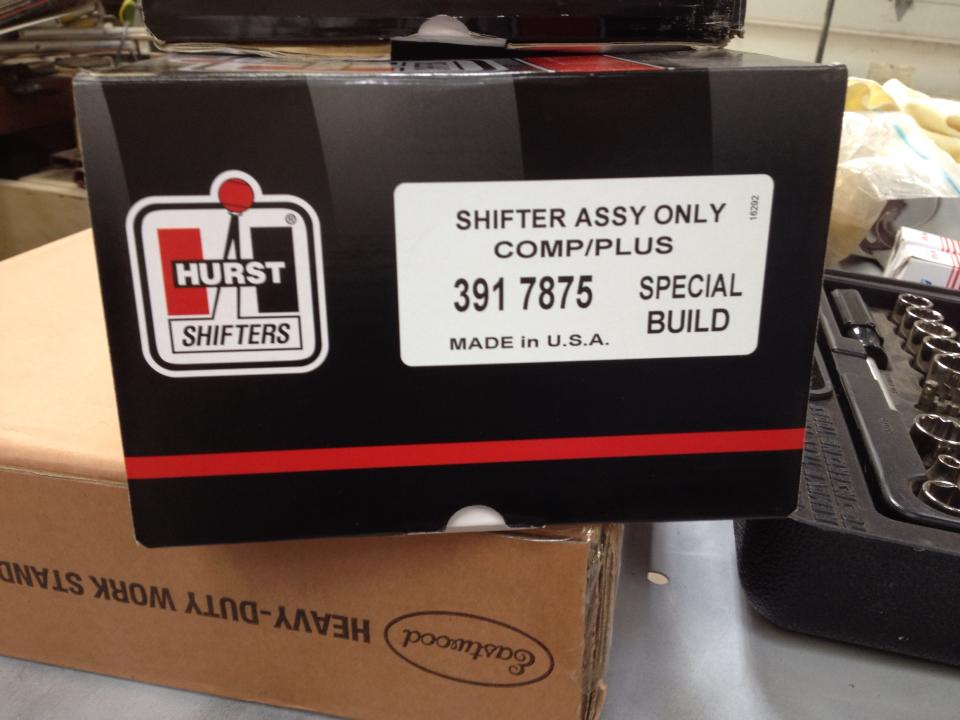 HURST
®
SHIFTERS
SHIFTER ASSY ONLY
COMP/PLUS
391 7875 SPECIAL
BUILD
MADE in U.S.A.
16292
HEAVY-DUTY WORK STAND
Eastwood